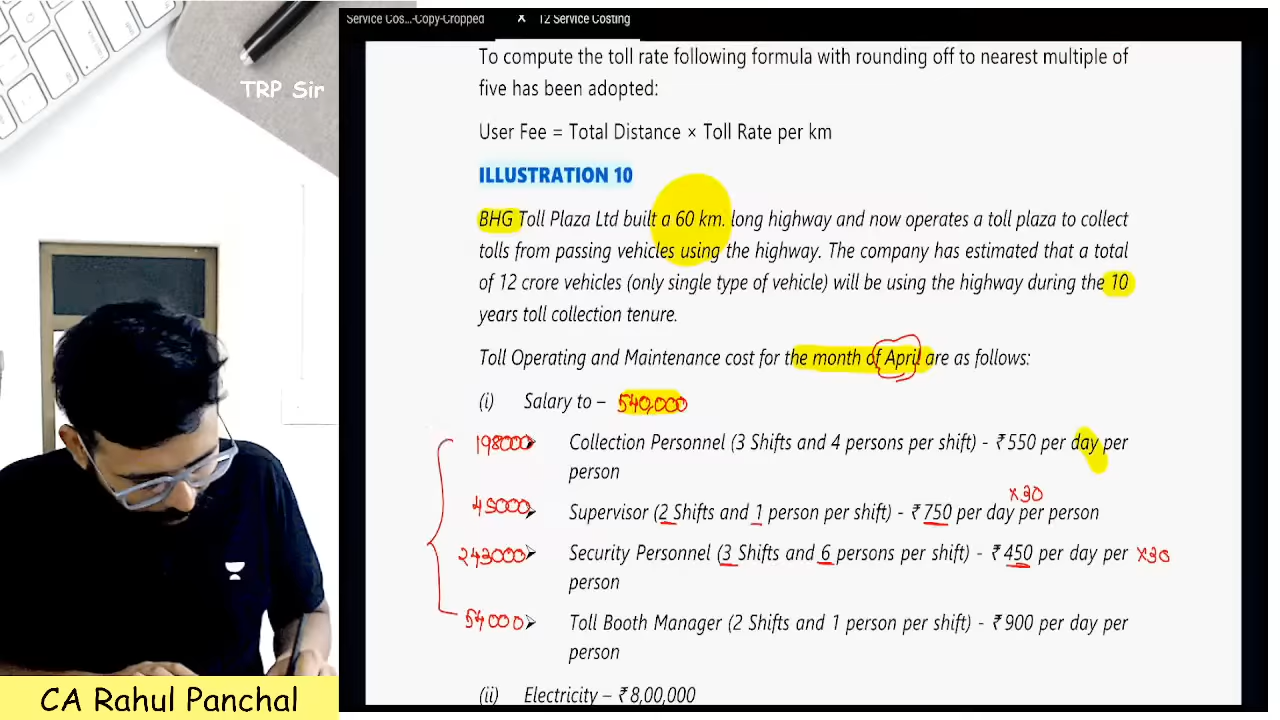 Service Cos...-Copy-Cropped
12 Service Costing
TRP Sir
To compute the toll rate following formula with rounding off to nearest multiple of
five has been adopted:
User Fee = Total Distance × Toll Rate per km
ILLUSTRATION 10
BHG Toll Plaza Ltd built a 60 km. long highway and now operates a toll plaza to collect
tolls from passing vehicles using the highway. The company has estimated that a total
of 12 crore vehicles (only single type of vehicle) will be using the highway during the 10
years toll collection tenure.
Toll Operating and Maintenance cost for the month of April are as follows:
(i) Salary to – 540,000
198000 ➢ Collection Personnel (3 Shifts and 4 persons per shift) - ₹550 per day per
person
×30
45000 ➢ Supervisor (2 Shifts and 1 person per shift) - ₹750 per day per person
243000 ➢ Security Personnel (3 Shifts and 6 persons per shift) - ₹450 per day per ×30
person
54000 ➢ Toll Booth Manager (2 Shifts and 1 person per shift) - ₹900 per day per
person
(ii) Electricity – ₹8,00,000
CA Rahul Panchal